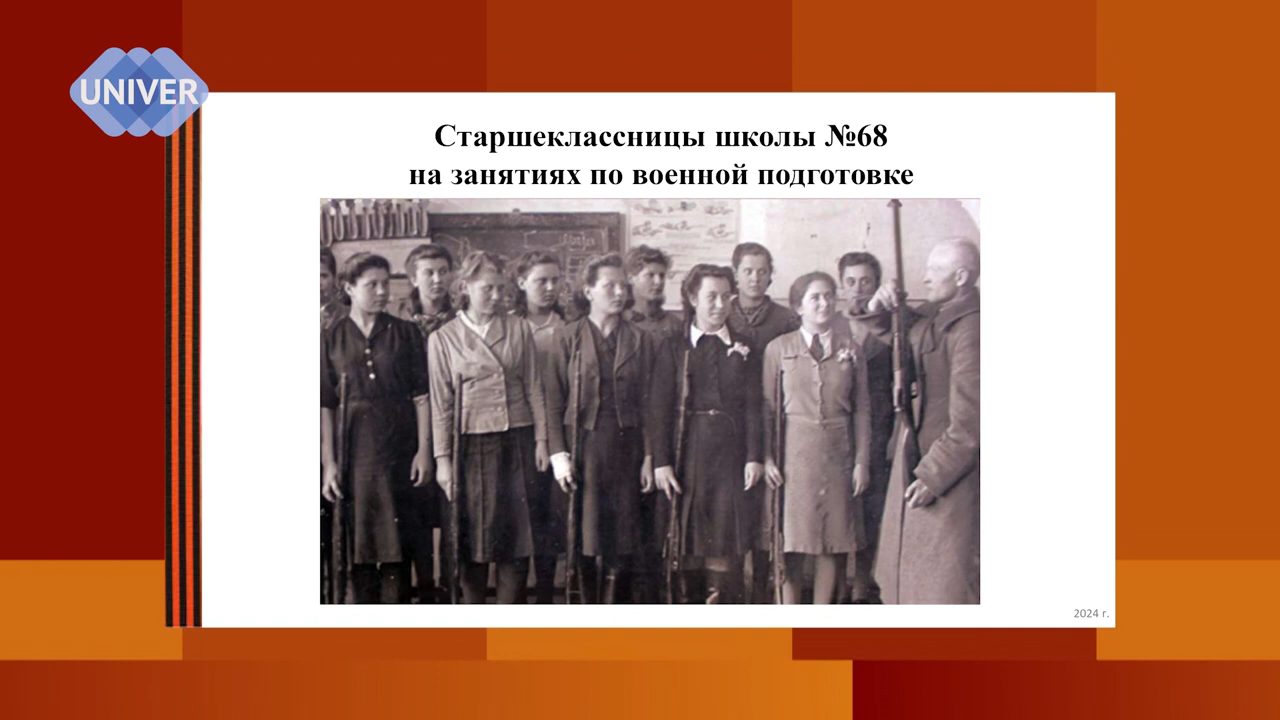 UNIVER
Старшеклассницы школы №68
на занятиях по военной подготовке
2024 г.